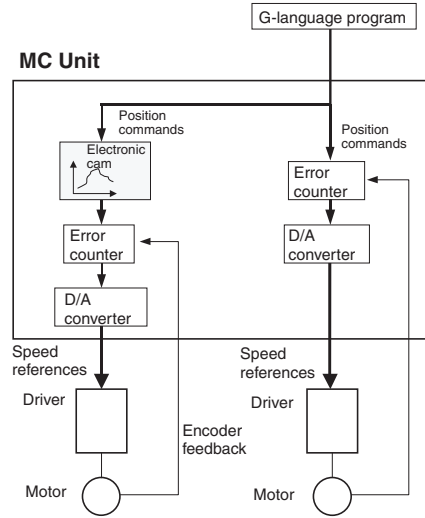 G-language program
MC Unit
Position
commands
Position
commands
Electronic
cam
Error
counter
Error
counter
D/A
converter
D/A
converter
Speed
references
Speed
references
Driver
Driver
Encoder
feedback
Motor
Motor